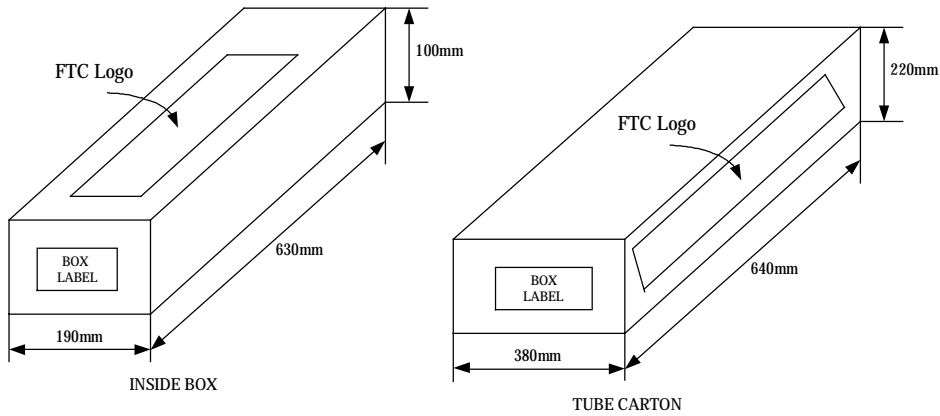 100mm
FTC Logo
630mm
BOX
LABEL
190mm
INSIDE BOX
220mm
FTC Logo
640mm
BOX
LABEL
380mm
TUBE CARTON